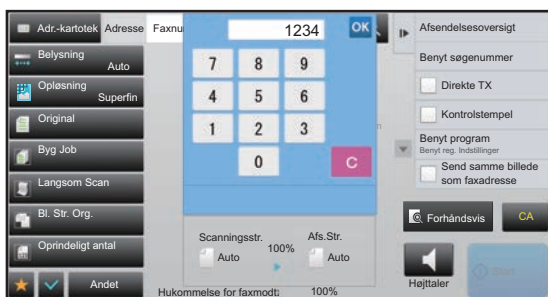 Adr.-kartotek
Adresse
Faxnu
1234
OK
Afsendelsesoversigt
Belysning
Auto
7 8 9
Benyt søgenummer
Opløsning
Superfin
4 5 6
Direkte TX
Original
1 2 3
Kontrolstempel
Byg Job
0 C
Benyt program
Benyt reg. Indstillinger
Langsom Scan
Send samme billede
som faxadresse
Bl. Str. Org.
Forhåndsvis
CA
Oprindeligt antal
Scanningsstr.
100%
Afs.Str.
Auto
Auto
Andet
Hukommelse for faxmodt:
100%
Højttaler
Start